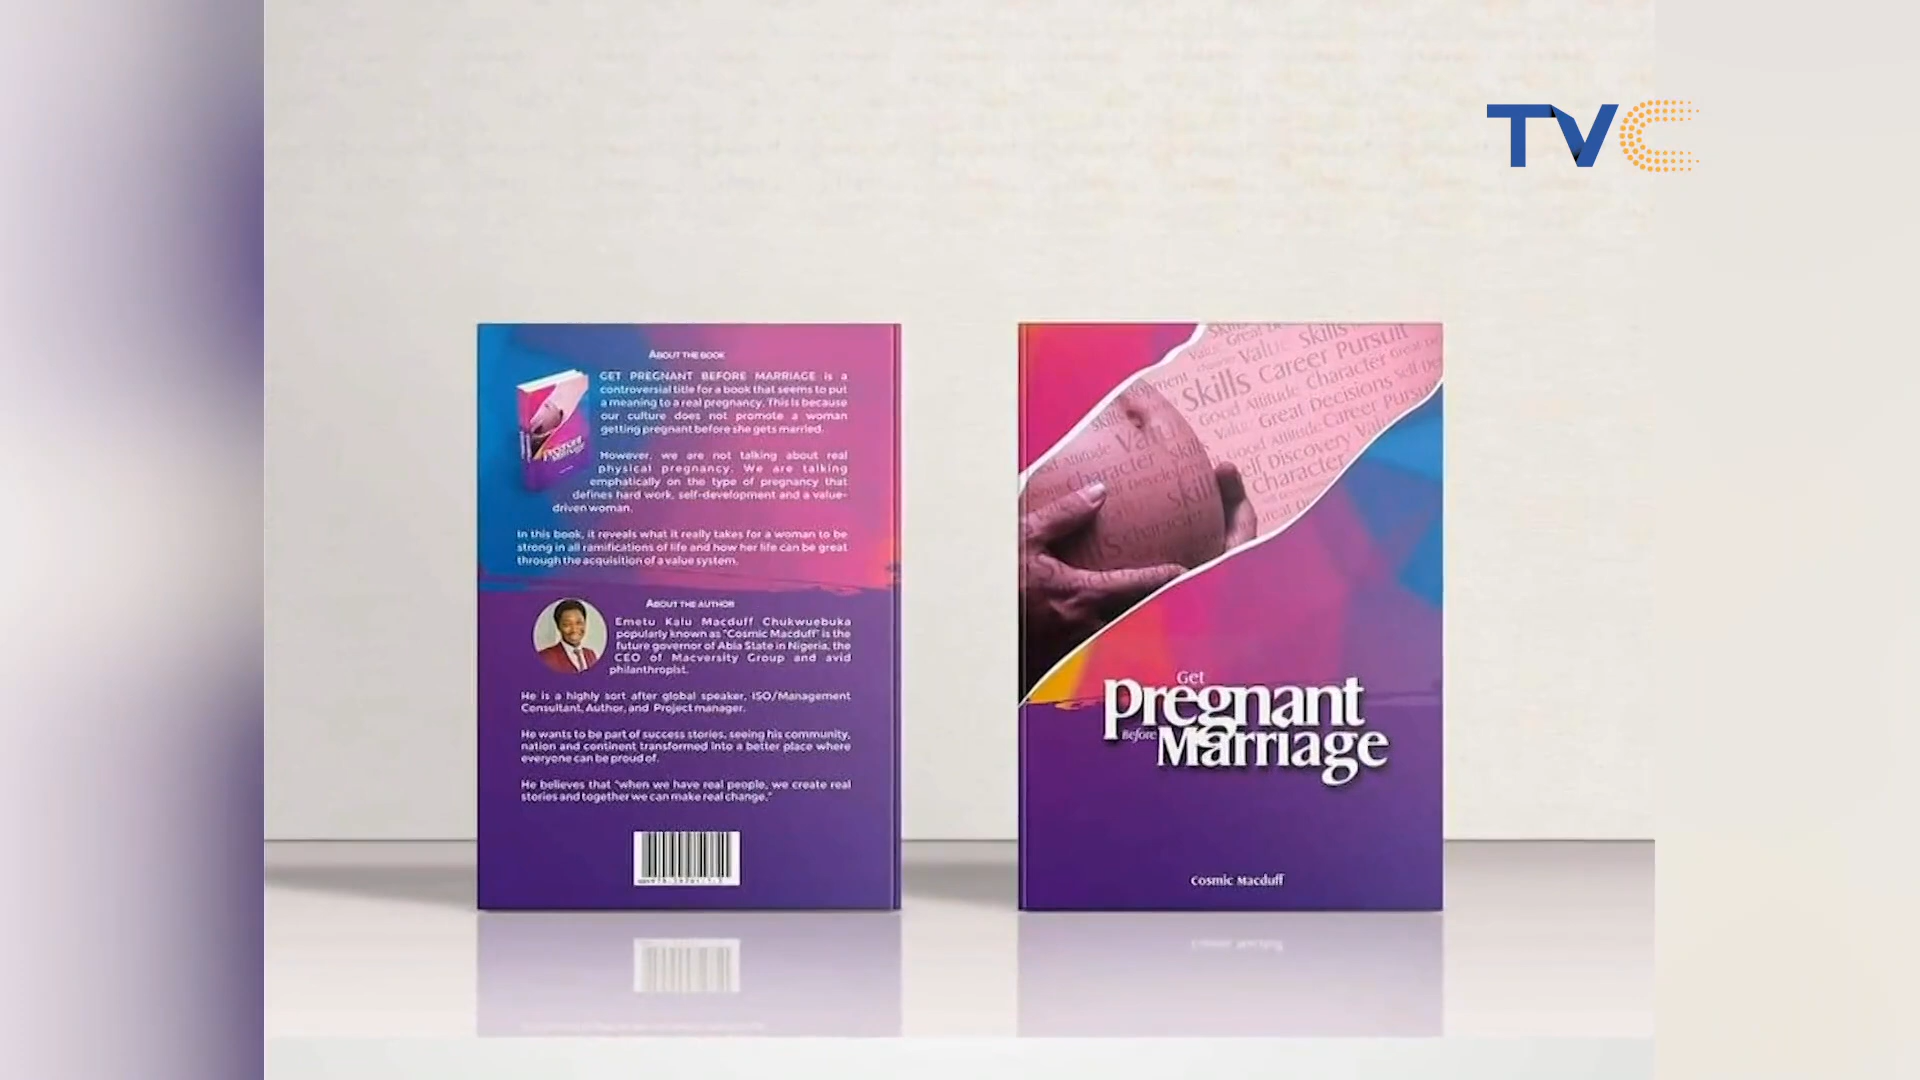 TVC
ABOUT THE BOOK
GET PREGNANT BEFORE MARRIAGE is a
controversial title for a book that seems to put
a meaning to a real pregnancy. This is because
our culture does not promote a woman
getting pregnant before she gets married.
However, we are not talking about real
physical pregnancy. We are talking
emphatically on the type of pregnancy that
defines hard work, self-development and a value-
driven woman.
In this book, it reveals what it really takes for a woman to be
strong in all ramifications of life and how her life can be great
through the acquisition of a value system.
ABOUT THE AUTHOR
Emetu Kalu Macduff Chukwuebuka
popularly known as "Cosmic Macduff" is the
future governor of Abia State in Nigeria, the
CEO of Macversity Group and avid
philanthropist.
He is a highly sort after global speaker, ISO/Management
Consultant, Author, and Project manager.
He wants to be part of success stories, seeing his community,
nation and continent transformed into a better place where
everyone can be proud of.
He believes that "when we have real people, we create real
stories and together we can make real change."
Skills
Value Skills Career Pursuit
Skills Career Pursuit
Good Attitude Character
Value Great Decisions
Good Attitude Career
Self Discovery
Character
Get
Pregnant
Before
Marriage
Cosmic Macduff